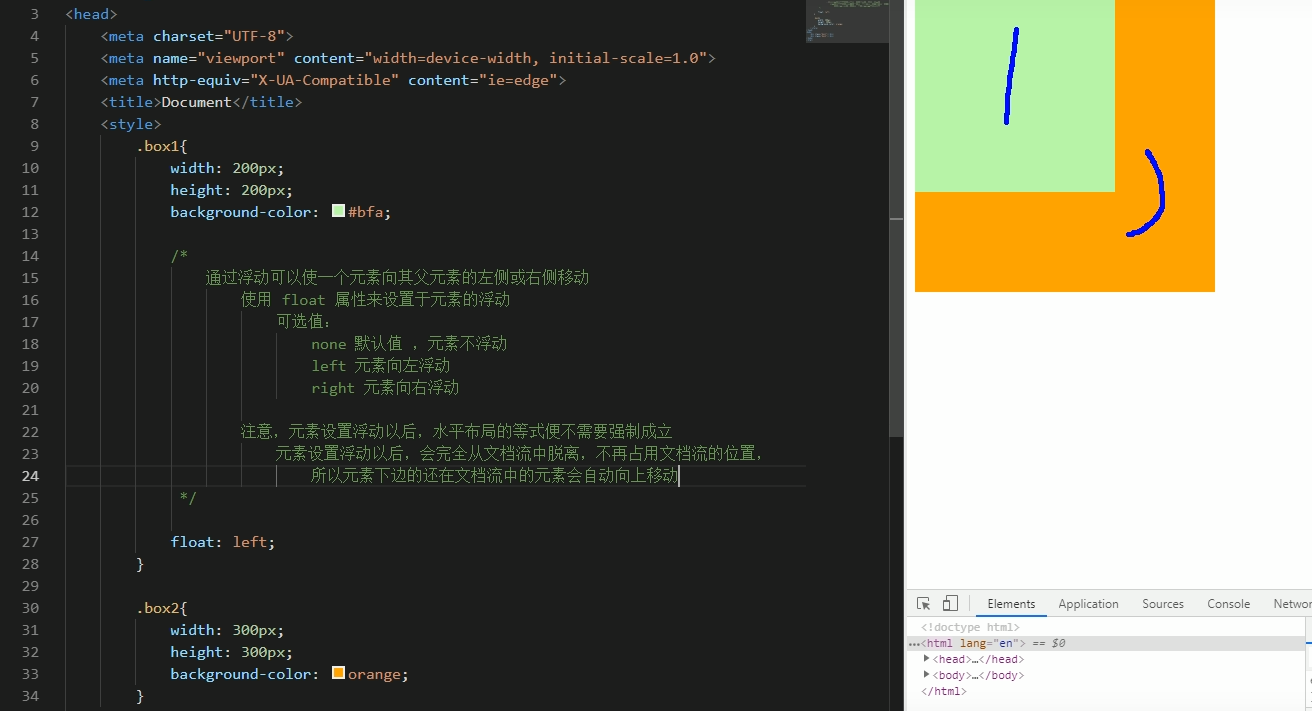 3 <head>
4 <meta charset="UTF-8">
5 <meta name="viewport" content="width=device-width, initial-scale=1.0">
6 <meta http-equiv="X-UA-Compatible" content="ie=edge">
7 <title>Document</title>
8 <style>
9 .box1{
10 width: 200px;
11 height: 200px;
12 background-color: #bfa;
13
14 /*
15 通过浮动可以使一个元素向其父元素的左侧或右侧移动
16 使用 float 属性来设置于元素的浮动
17 可选值:
18 none 默认值 ，元素不浮动
19 left 元素向左浮动
20 right 元素向右浮动
21
22 注意，元素设置浮动以后，水平布局的等式便不需要强制成立
23 元素设置浮动以后，会完全从文档流中脱离，不再占用文档流的位置，
24 所以元素下边的还在文档流中的元素会自动向上移动
25 */
26
27 float: left;
28 }
29
30 .box2{
31 width: 300px;
32 height: 300px;
33 background-color: orange;
34 }
Elements Application Sources Console Networ
<!doctype html>
…<html lang="en"> == $0
<head>…</head>
<body>…</body>
</html>